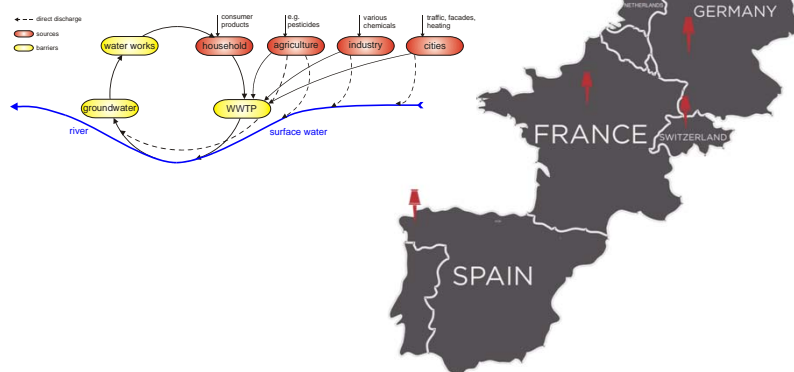 direct discharge
sources
barriers
consumer
products
e.g.
pesticides
various
chemicals
traffic, facades,
heating
water works
household
agriculture
industry
cities
groundwater
WWTP
river
surface water
NETHERLANDS
GERMANY
FRANCE
SWITZERLAND
SPAIN